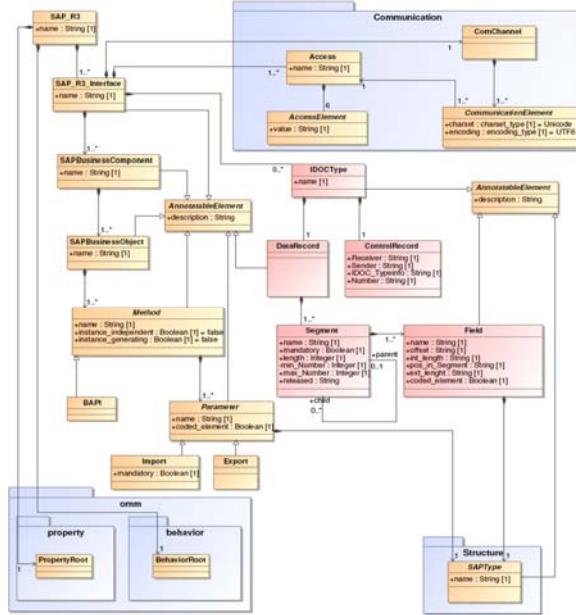 SAP_R3
+name : String [1]
1..*
SAP_R3_Interface
+name : String [1]
1..*
SAPBusinessComponent
+name : String [1]
1..*
SAPBusinessObject
+name : String [1]
1..*
Method
+name : String [1]
+instance_independent : Boolean [1] = false
+instance_generating : Boolean [1] = false
BAPI
1..*
Parameter
+name : String [1]
+coded_element : Boolean [1]
Import
+mandatory : Boolean [1]
Export
AnnotatableElement
+description : String
Communication
Access
+name : String [1]
1..*
1
1
6
AccessElement
+value : String [1]
ComChannel
1..*
1..*
CommunicationElement
+charset : charset_type [1] = Unicode
+encoding : encoding_type [1] = UTF8
0..*
IDOCType
+name [1]
AnnotatableElement
+description : String
1
1
DataRecord
ControlRecord
+Receiver : String [1]
+Sender : String [1]
+IDOC_Typeinfo : String [1]
+Number : String [1]
1..*
Segment
+name : String [1]
+mandatory : Boolean [1]
+length : Integer [1]
+min_Number : Integer [1]
+max_Number : Integer [1]
+released : String
1..*
+parent
0..1
+child
0..*
Field
+name : String [1]
+offset : String [1]
+int_length : String [1]
+pos_in_Segment : String [1]
+ext_lenght : String [1]
+coded_element : Boolean [1]
omm
property
PropertyRoot
1
behavior
BehaviorRoot
1
Structure
1
1
SAPType
+name : String [1]